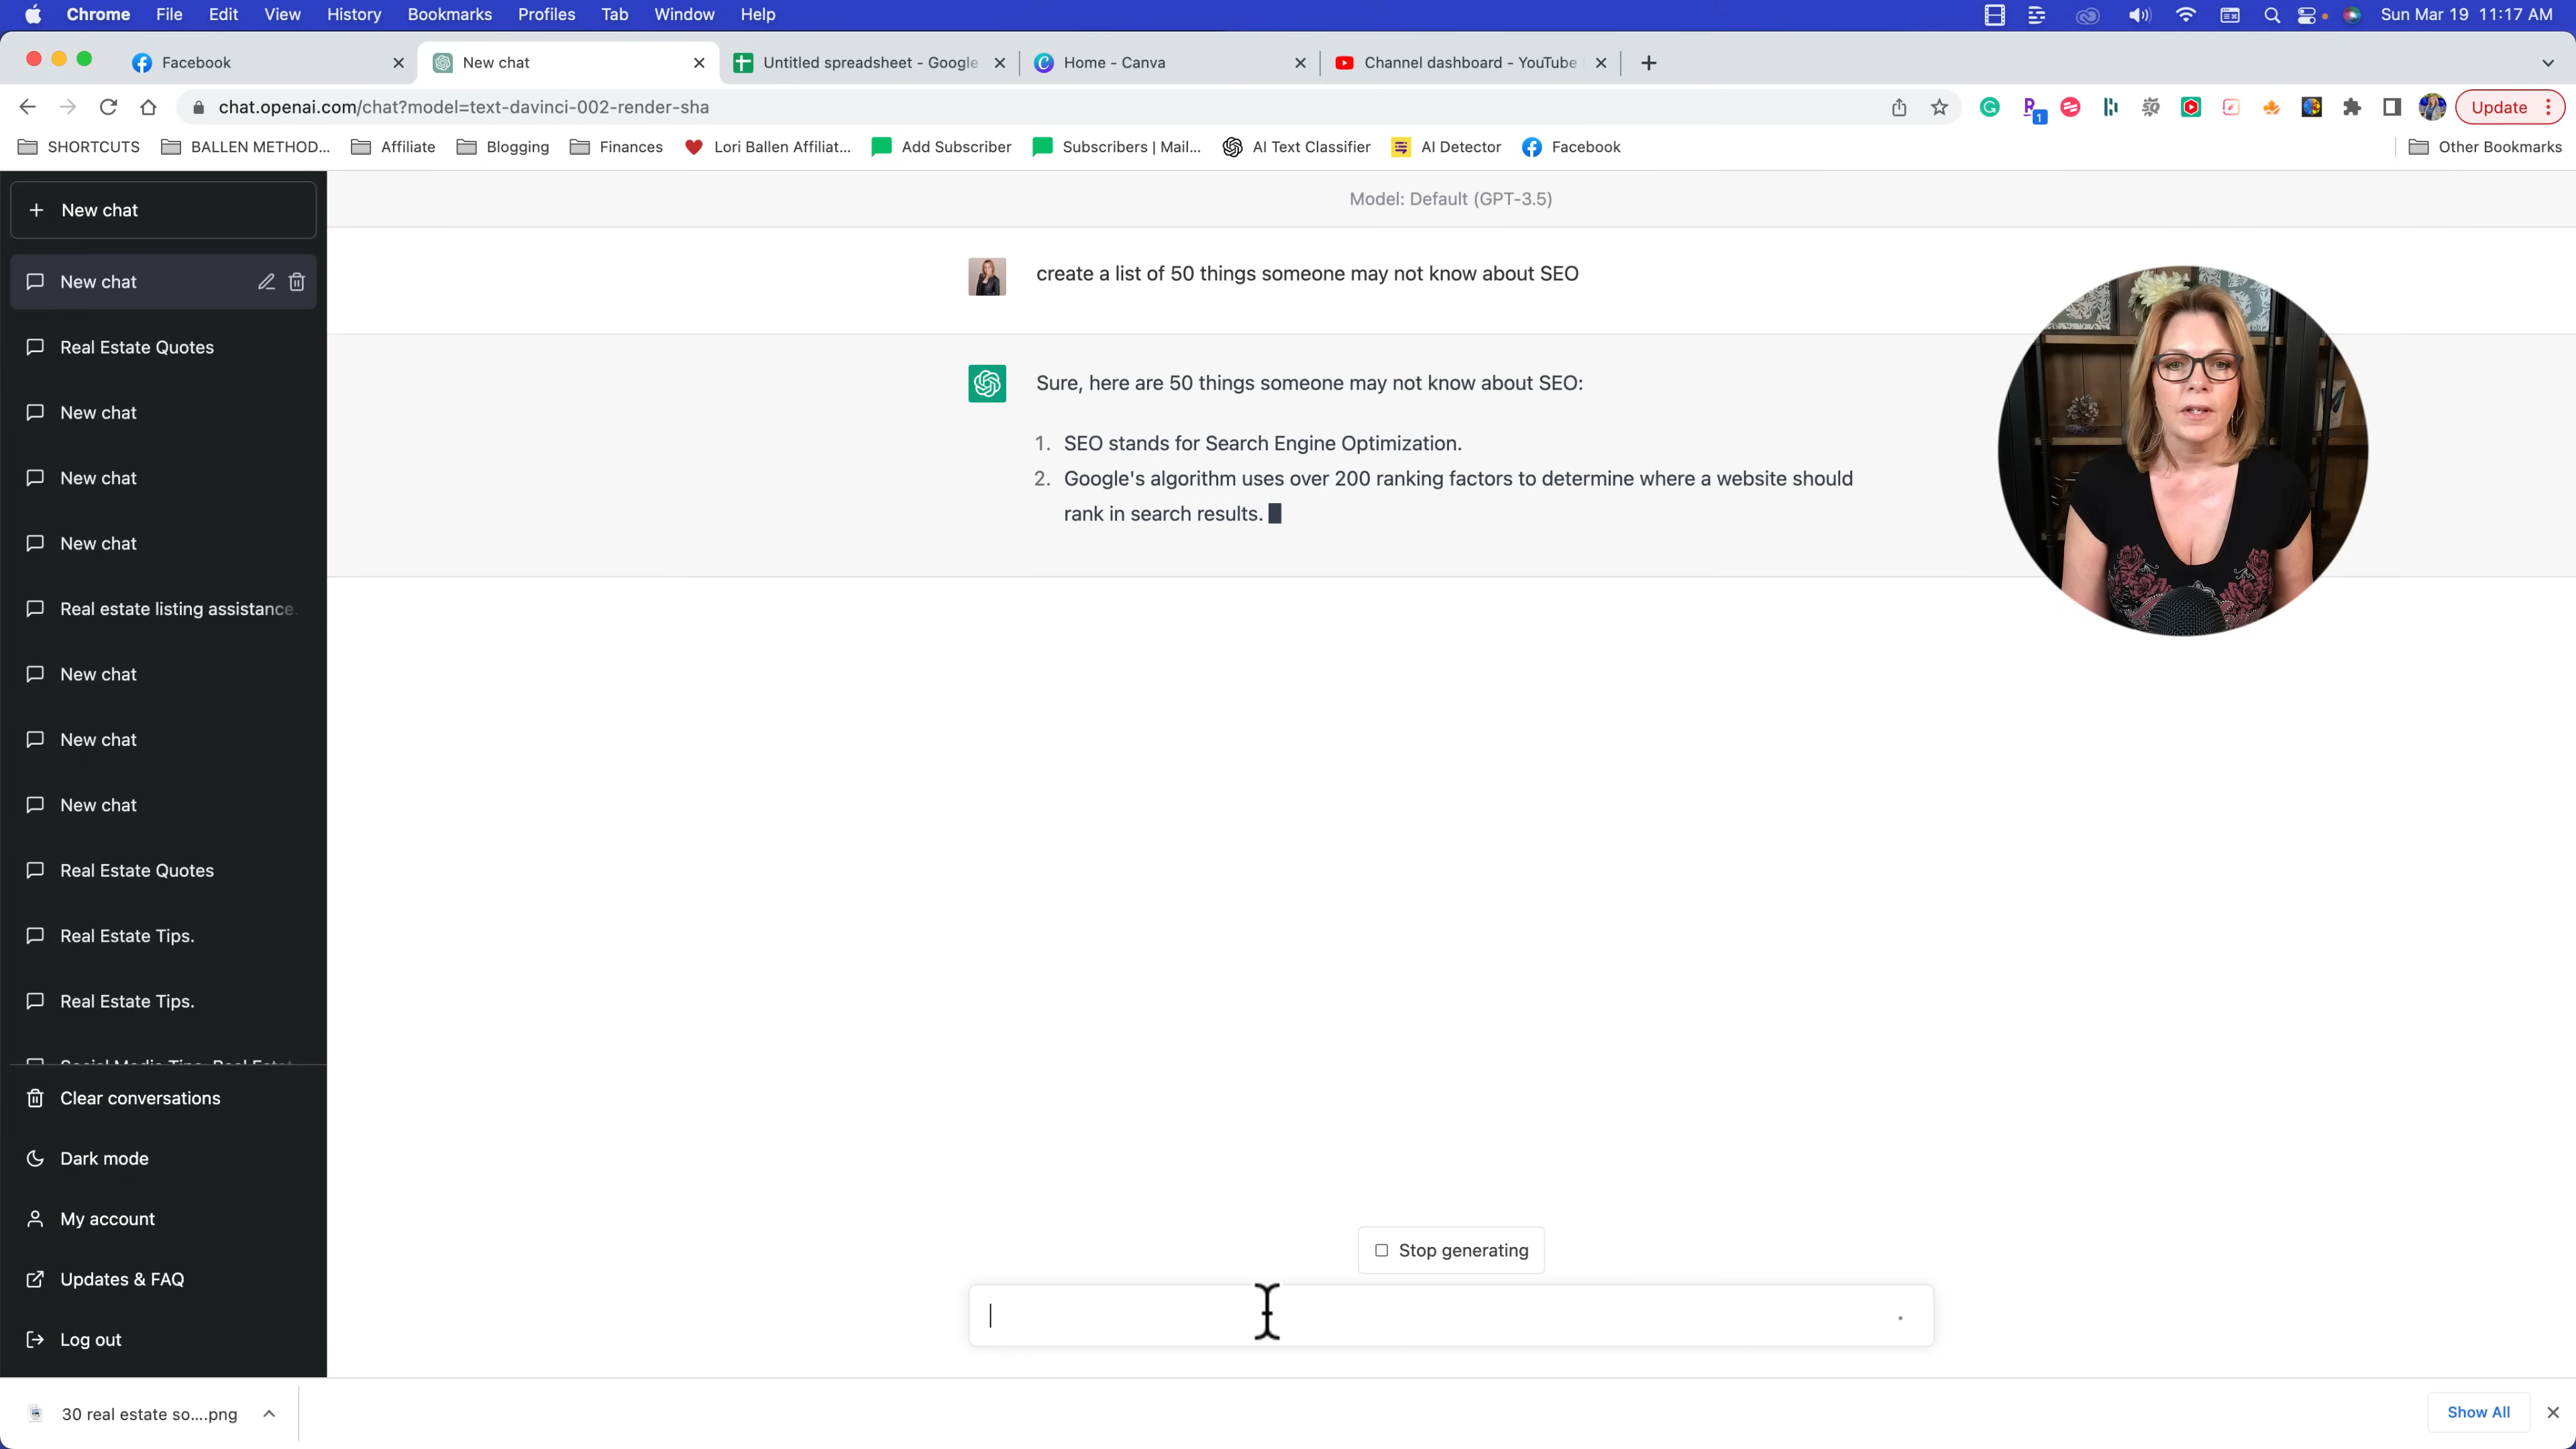 Chrome File Edit View History Bookmarks Profiles Tab Window Help Sun Mar 19 11:17 AM
Facebook New chat Untitled spreadsheet - Google Home - Canva Channel dashboard - YouTube
chat.openai.com/chat?model=text-davinci-002-render-sha 1 Update
SHORTCUTS BALLEN METHOD... Affiliate Blogging Finances Lori Ballen Affiliat... Add Subscriber Subscribers | Mail... AI Text Classifier AI Detector Facebook Other Bookmarks
New chat
New chat
Real Estate Quotes
New chat
New chat
New chat
Real estate listing assistance.
New chat
New chat
New chat
Real Estate Quotes
Real Estate Tips.
Real Estate Tips.
Clear conversations
Dark mode
My account
Updates & FAQ
Log out
Model: Default (GPT-3.5)
create a list of 50 things someone may not know about SEO
Sure, here are 50 things someone may not know about SEO:
1. SEO stands for Search Engine Optimization.
2. Google's algorithm uses over 200 ranking factors to determine where a website should
rank in search results.
Stop generating
30 real estate so....png Show All